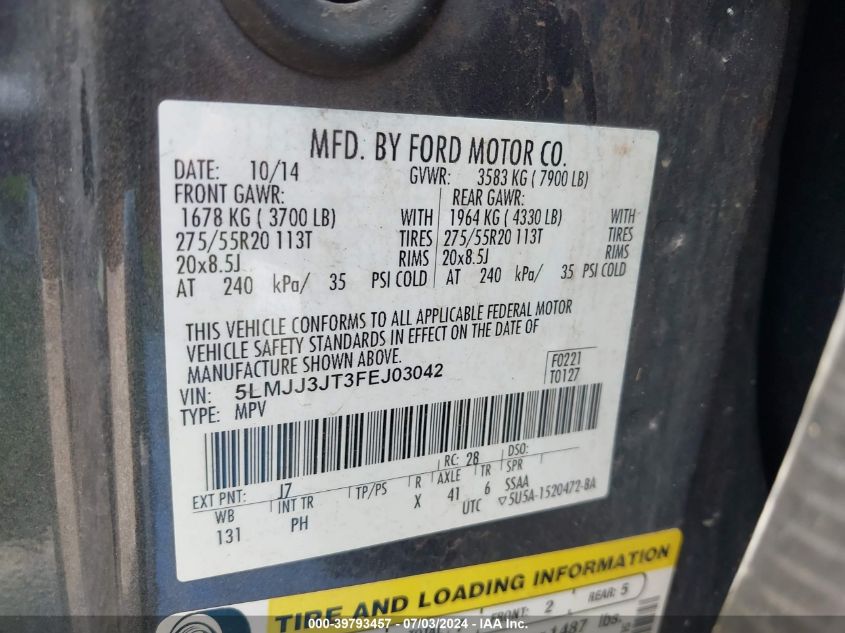 MFD. BY FORD MOTOR CO.
DATE: 10/14 GVWR: 3583 KG ( 7900 LB)
FRONT GAWR: REAR GAWR:
1678 KG ( 3700 LB) WITH 1964 KG ( 4330 LB) WITH
275/55R20 113T TIRES 275/55R20 113T TIRES
20x8.5J RIMS 20x8.5J RIMS
AT 240 kPa/ 35 PSI COLD AT 240 kPa/ 35 PSI COLD
THIS VEHICLE CONFORMS TO ALL APPLICABLE FEDERAL MOTOR
VEHICLE SAFETY STANDARDS IN EFFECT ON THE DATE OF
MANUFACTURE SHOWN ABOVE.
VIN: 5LMJJ3JT3FEJ03042 F0221
TYPE: MPV T0127
EXT PNT: J7 RC: 28 DSO:
WB INT TR TP/PS R AXLE TR SPR
131 PH X 41 6 SSAA
UTC ▽5U5A-1520472-BA
TIRE AND LOADING INFORMATION
TOTAL FRONT: 2 REAR: 5
1487 lbs.
000-39793457 - 07/03/2024 - IAA, Inc.